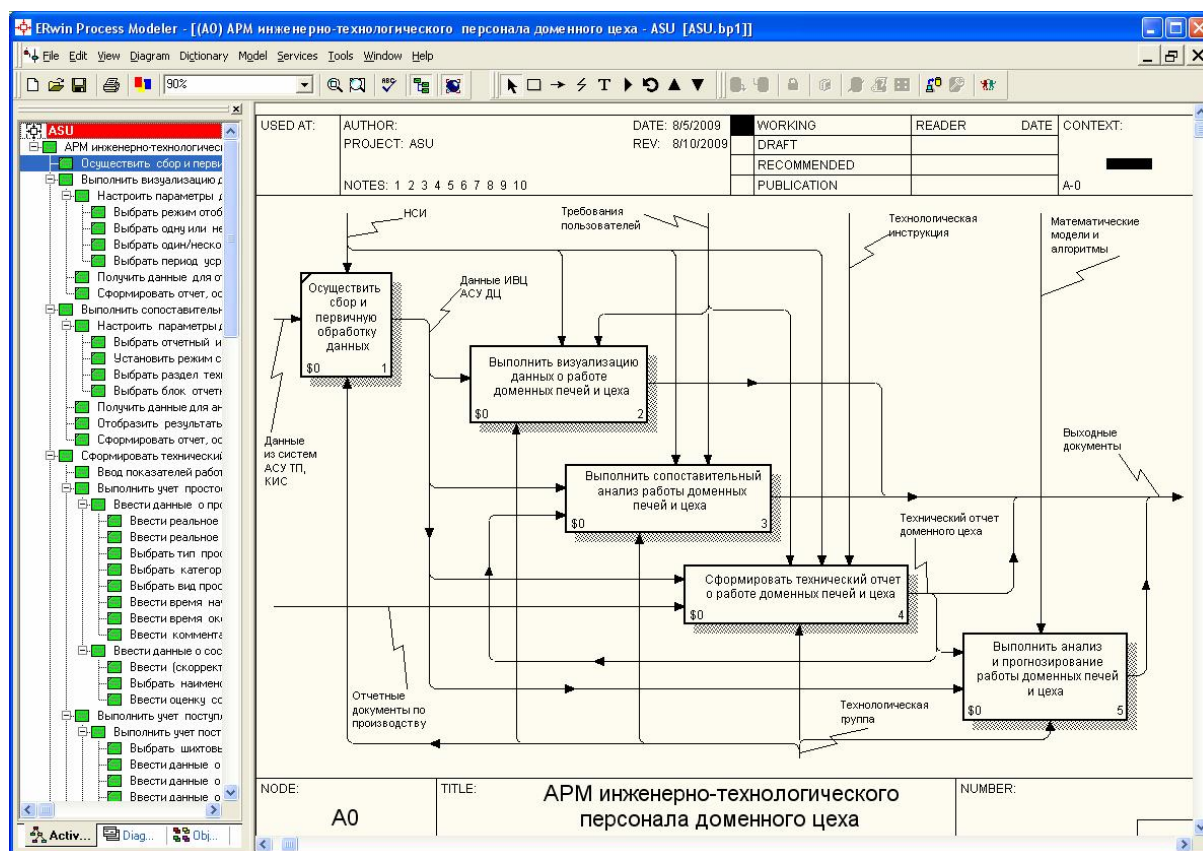 ERwin Process Modeler - [(A0) АРМ инженерно-технологического персонала доменного цеха - ASU [ASU.bp1]]
File Edit View Diagram Dictionary Model Services Tools Window Help
90%
ASU
АРМ инженерно-технологичесі
Осуществить сбор и перви
Выполнить визуализацию д
Настроить параметры д
Выбрать режим отоб
Выбрать одну или не
Выбрать один/неско
Выбрать период уср
Получить данные для от
Сформировать отчет, ос
Выполнить сопоставительн
Настроить параметры д
Выбрать отчетный и
Установить режим с
Выбрать раздел техн
Выбрать блок отчетн
Получить данные для ан
Отобразить результать
Сформировать отчет, ос
Сформировать технический
Ввод показателей работ
Выполнить учет простое
Ввести данные о про
Ввести реальное
Ввести реальное
Выбрать тип прос
Выбрать категор
Выбрать вид прос
Ввести время нач
Ввести время око
Ввести коммента
Ввести данные о сос
Ввести (скоррект
Выбрать наимено
Ввести оценку со
Выполнить учет поступл
Выполнить учет пост
Выбрать шихтовь
Ввести данные о
Ввести данные о
Ввести данные о
Activ... Diag... Obj...
USED AT: AUTHOR: DATE: 8/5/2009 WORKING READER DATE CONTEXT:
PROJECT: ASU REV: 8/10/2009 DRAFT
RECOMMENDED
NOTES: 1 2 3 4 5 6 7 8 9 10 PUBLICATION A-0
НСИ
Требования
пользователей
Технологическая
инструкция
Математические
модели и
алгоритмы
Осуществить
сбор и
первичную
обработку
данных
$0 1
Данные ИВЦ
АСУ ДЦ
Выполнить визуализацию
данных о работе
доменных печей и цеха
$0 2
Данные
из систем
АСУ ТП,
КИС
Выходные
документы
Выполнить сопоставительный
анализ работы доменных
печей и цеха
$0 3
Технический отчет
доменного цеха
Сформировать технический отчет
о работе доменных печей и цеха
$0 4
Выполнить анализ
и прогнозирование
работы доменных печей
и цеха
$0 5
Отчетные
документы по
производству
Технологическая
группа
NODE: TITLE: NUMBER:
A0
АРМ инженерно-технологического
персонала доменного цеха